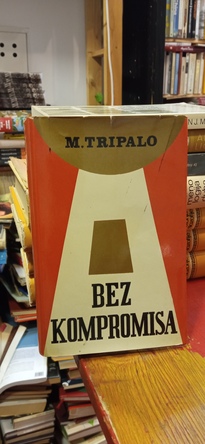 M. TRIPALO
BEZ
KOMPROMISA